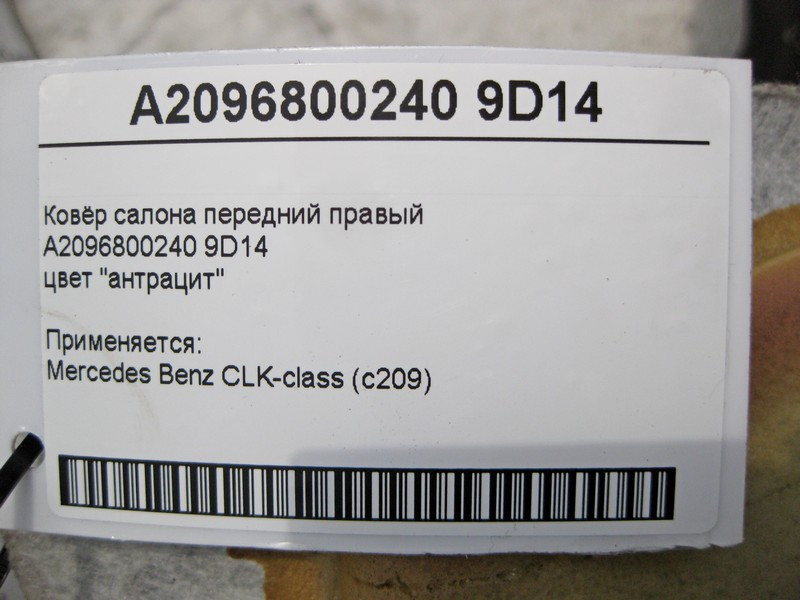 A2096800240 9D14
Ковёр салона передний правый
A2096800240 9D14
цвет "антрацит"
Применяется:
Mercedes Benz CLK-class (c209)